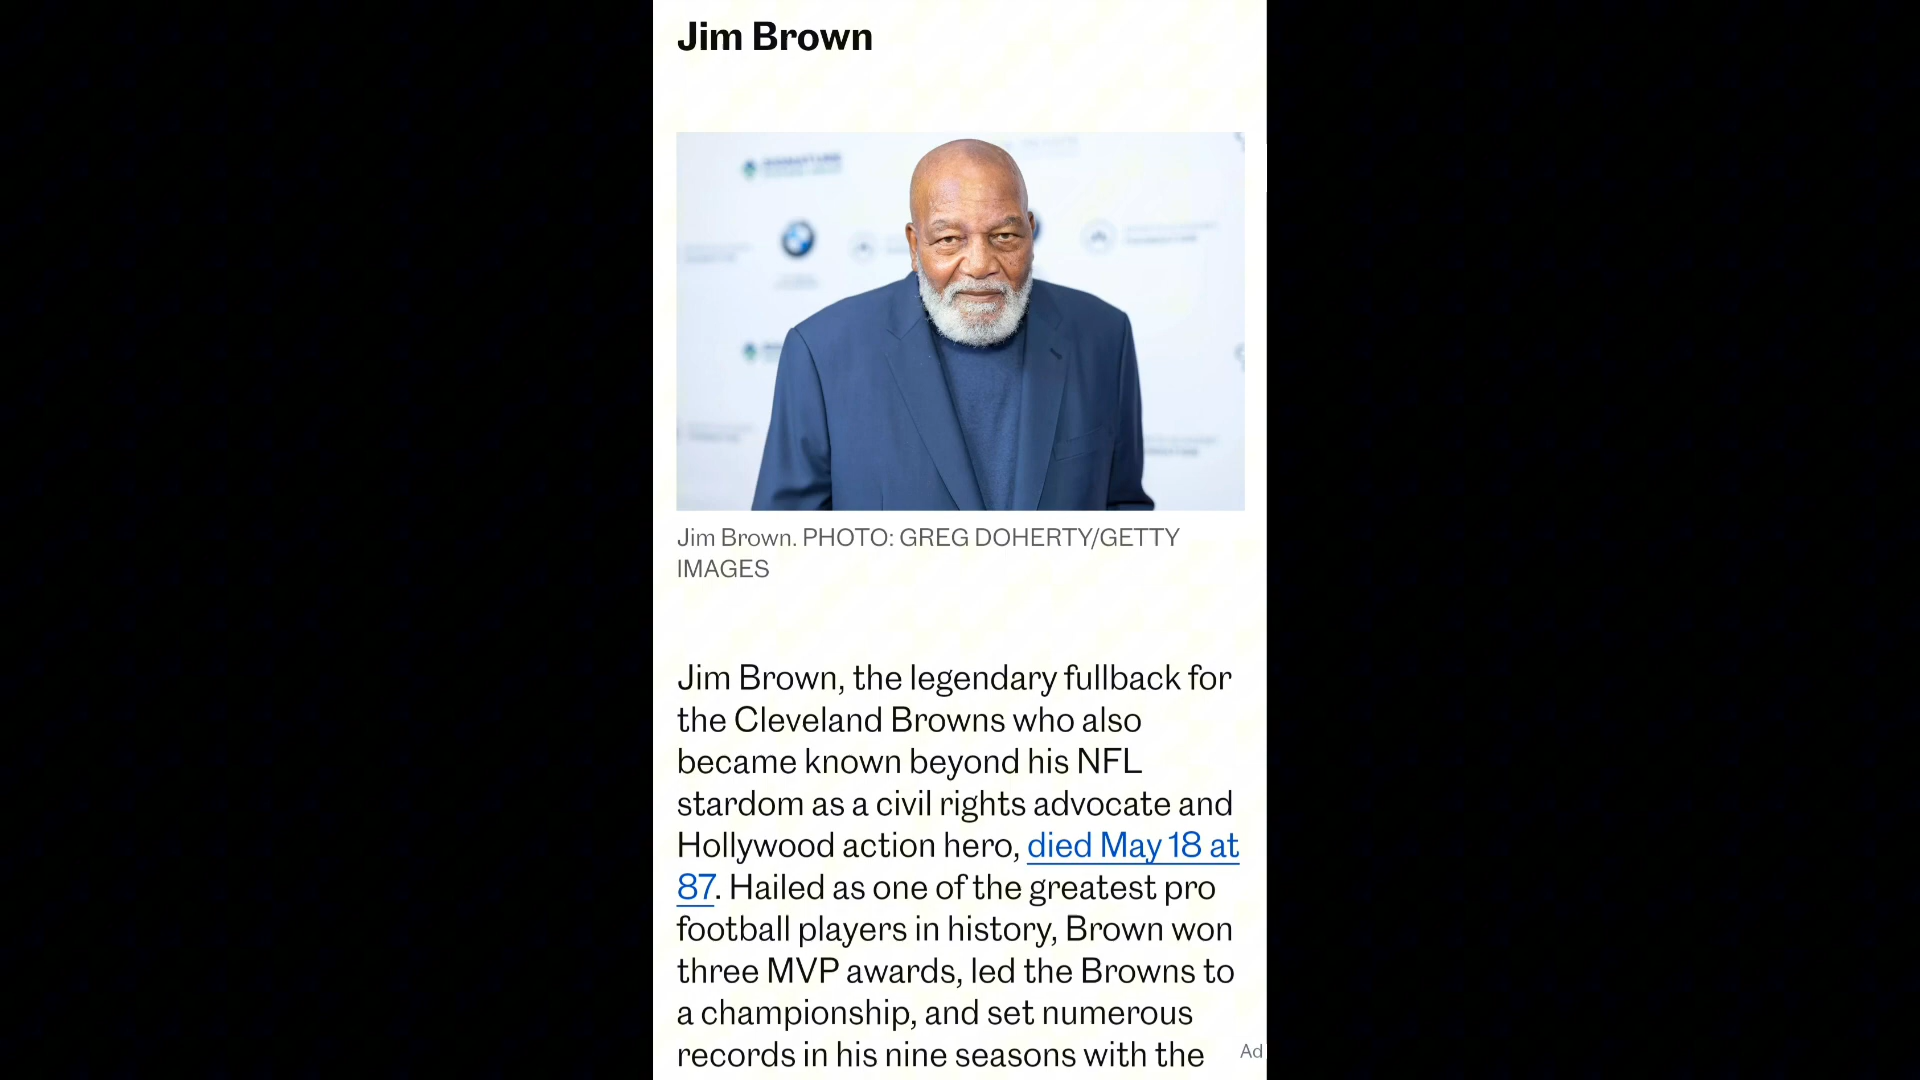 Jim Brown
Jim Brown. PHOTO: GREG DOHERTY/GETTY
IMAGES
Jim Brown, the legendary fullback for
the Cleveland Browns who also
became known beyond his NFL
stardom as a civil rights advocate and
Hollywood action hero, died May 18 at
87. Hailed as one of the greatest pro
football players in history, Brown won
three MVP awards, led the Browns to
a championship, and set numerous
records in his nine seasons with the
Ad